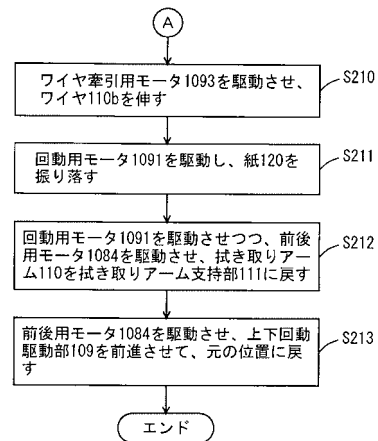 A
ワイヤ牽引用モータ1093を駆動させ、
ワイヤ110bを伸す
S210
回動用モータ1091を駆動し、紙120を
振り落す
S211
回動用モータ1091を駆動させつつ、前後
用モータ1084を駆動させ、拭き取りア
ーム110を拭き取りアーム支持部111に戻す
S212
前後用モータ1084を駆動させ、上下回動
駆動部109を前進させて、元の位置に戻
す
S213
エンド